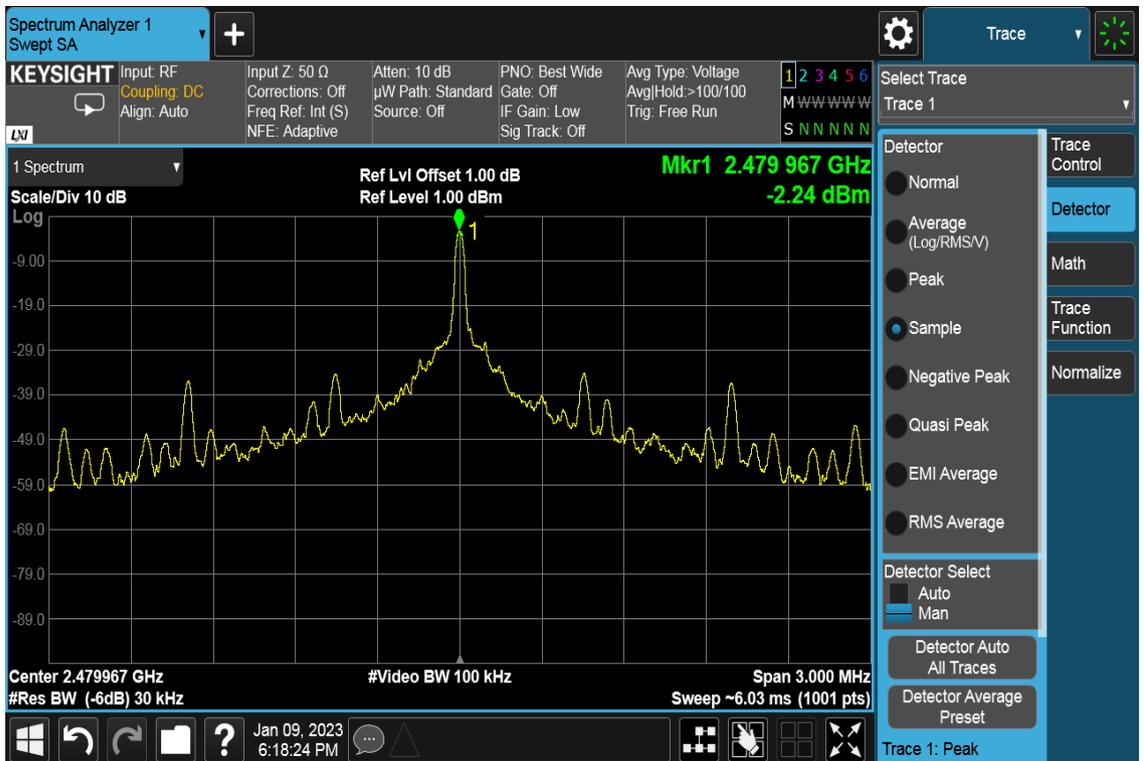 Spectrum Analyzer 1
Swept SA
+
Trace
KEYSIGHT
LXI
Input: RF
Coupling: DC
Align: Auto
Input Z: 50 Ω
Corrections: Off
Freq Ref: Int (S)
NFE: Adaptive
Atten: 10 dB
µW Path: Standard
Source: Off
PNO: Best Wide
Gate: Off
IF Gain: Low
Sig Track: Off
Avg Type: Voltage
Avg|Hold:>100/100
Trig: Free Run
1 2 3 4 5 6
M W W W W W
S N N N N N
Select Trace
Trace 1
1 Spectrum
Scale/Div 10 dB
Ref Lvl Offset 1.00 dB
Ref Level 1.00 dBm
Mkr1 2.479 967 GHz
-2.24 dBm
Log
1
-9.00
-19.0
-29.0
-39.0
-49.0
-59.0
-69.0
-79.0
-89.0
Center 2.479967 GHz
#Res BW (-6dB) 30 kHz
#Video BW 100 kHz
Span 3.000 MHz
Sweep ~6.03 ms (1001 pts)
Detector
Normal
Average
(Log/RMS/V)
Peak
Sample
Negative Peak
Quasi Peak
EMI Average
RMS Average
Detector Select
Auto
Man
Detector Auto
All Traces
Detector Average
Preset
Trace 1: Peak
Trace
Control
Detector
Math
Trace
Function
Normalize
?
Jan 09, 2023
6:18:24 PM